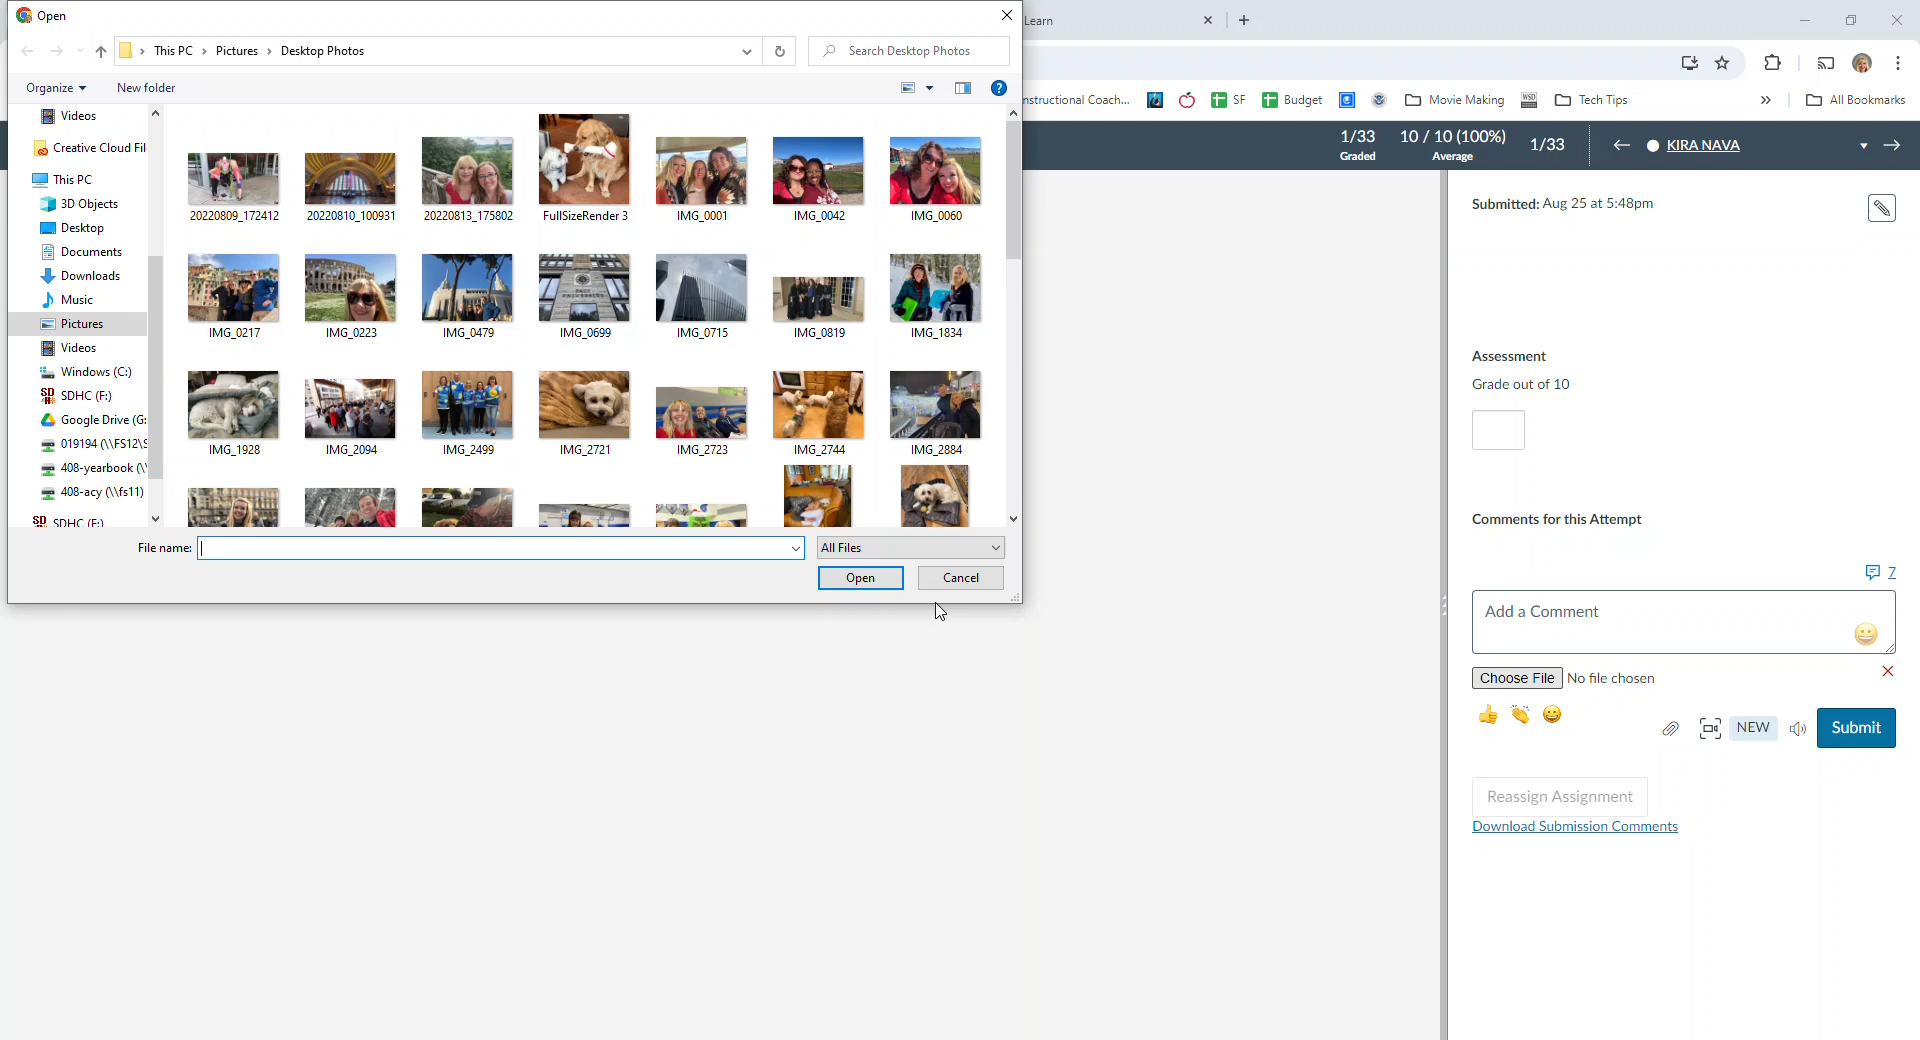 Open
Learn
This PC > Pictures > Desktop Photos
Search Desktop Photos
Organize
New folder
nstructional Coach...
SF
Budget
Movie Making
WSD
Tech Tips
All Bookmarks
1/33
Graded
10 / 10 (100%)
Average
1/33
KIRA NAVA
Videos
Creative Cloud Fil
This PC
3D Objects
Desktop
Documents
Downloads
Music
Pictures
Videos
Windows (C:)
SDHC (F:)
Google Drive (G:
019194 (\\FS12\S
408-yearbook (\
408-acy (\\fs11)
SDHC (F:)
20220809_172412
20220810_100931
20220813_175802
FullSizeRender 3
IMG_0001
IMG_0042
IMG_0060
IMG_0217
IMG_0223
IMG_0479
IMG_0699
IMG_0715
IMG_0819
IMG_1834
IMG_1928
IMG_2094
IMG_2499
IMG_2721
IMG_2723
IMG_2744
IMG_2884
File name:
All Files
Open
Cancel
Submitted: Aug 25 at 5:48pm
Assessment
Grade out of 10
Comments for this Attempt
7
Add a Comment
Choose File No file chosen
NEW
Submit
Reassign Assignment
Download Submission Comments